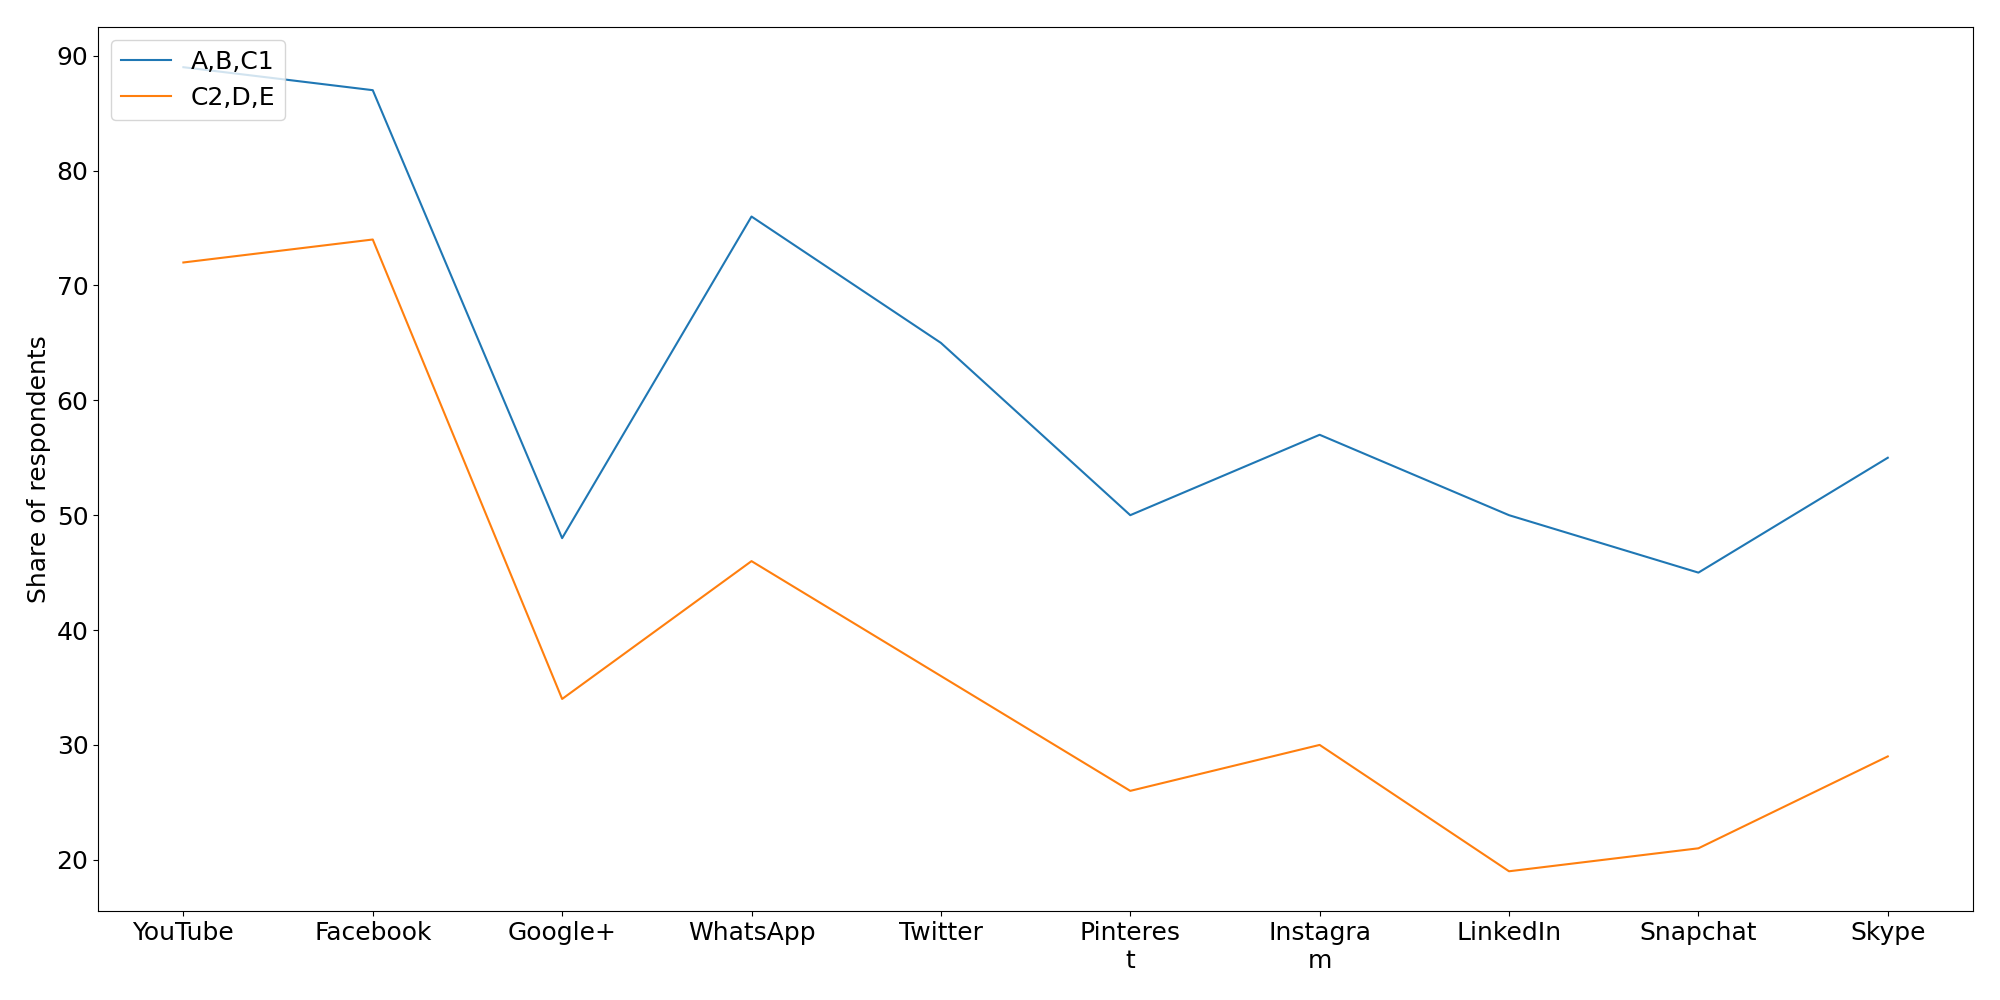 A,B,C1
C2,D,E
Share of respondents
90
80
70
60
50
40
30
20
YouTube Facebook Google+ WhatsApp Twitter Pinteres Instagra LinkedIn Snapchat Skype
t m